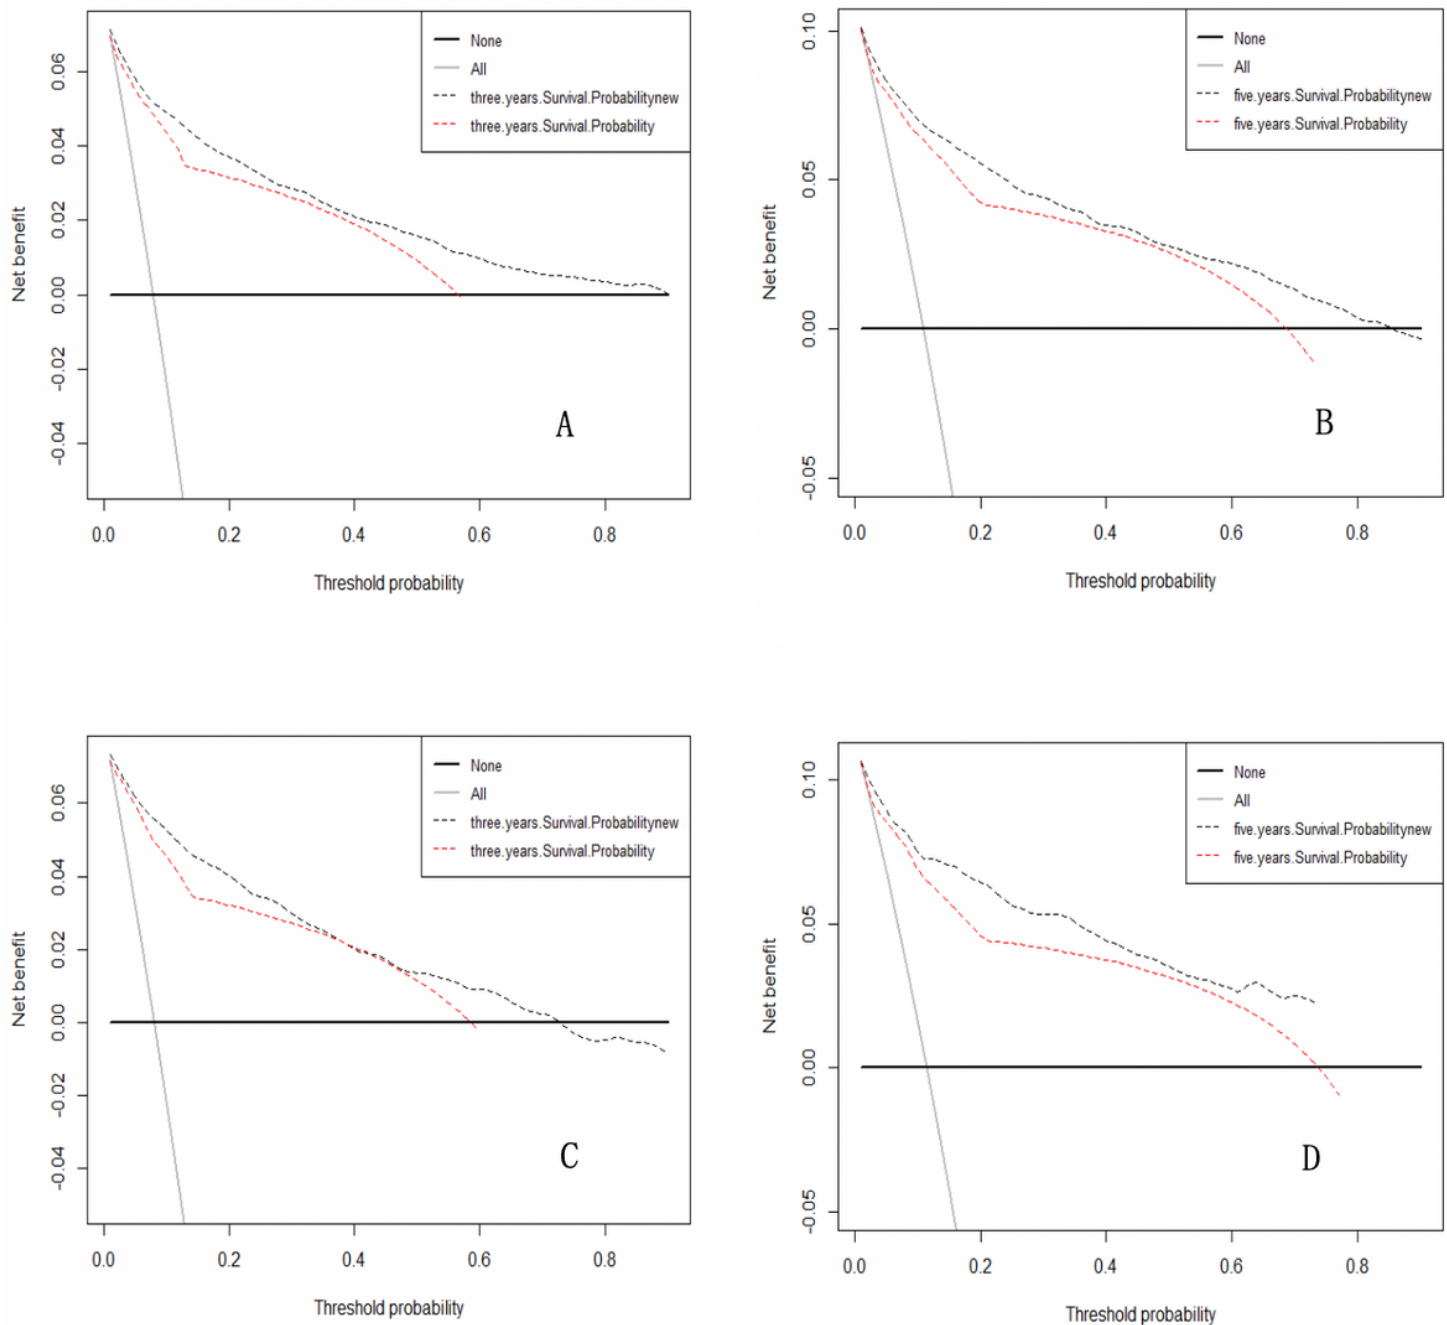 None
All
three.years.Survival.Probabilitynew
three.years.Survival.Probability
Net benefit
0.06
0.04
0.02
0.00
-0.02
-0.04
A
0.0 0.2 0.4 0.6 0.8
Threshold probability
None
All
five.years.Survival.Probabilitynew
five.years.Survival.Probability
Net benefit
0.10
0.05
0.00
-0.05
B
0.0 0.2 0.4 0.6 0.8
Threshold probability
None
All
three.years.Survival.Probabilitynew
three.years.Survival.Probability
Net benefit
0.06
0.04
0.02
0.00
-0.02
-0.04
C
0.0 0.2 0.4 0.6 0.8
Threshold probability
None
All
five.years.Survival.Probabilitynew
five.years.Survival.Probability
Net benefit
0.10
0.05
0.00
-0.05
D
0.0 0.2 0.4 0.6 0.8
Threshold probability